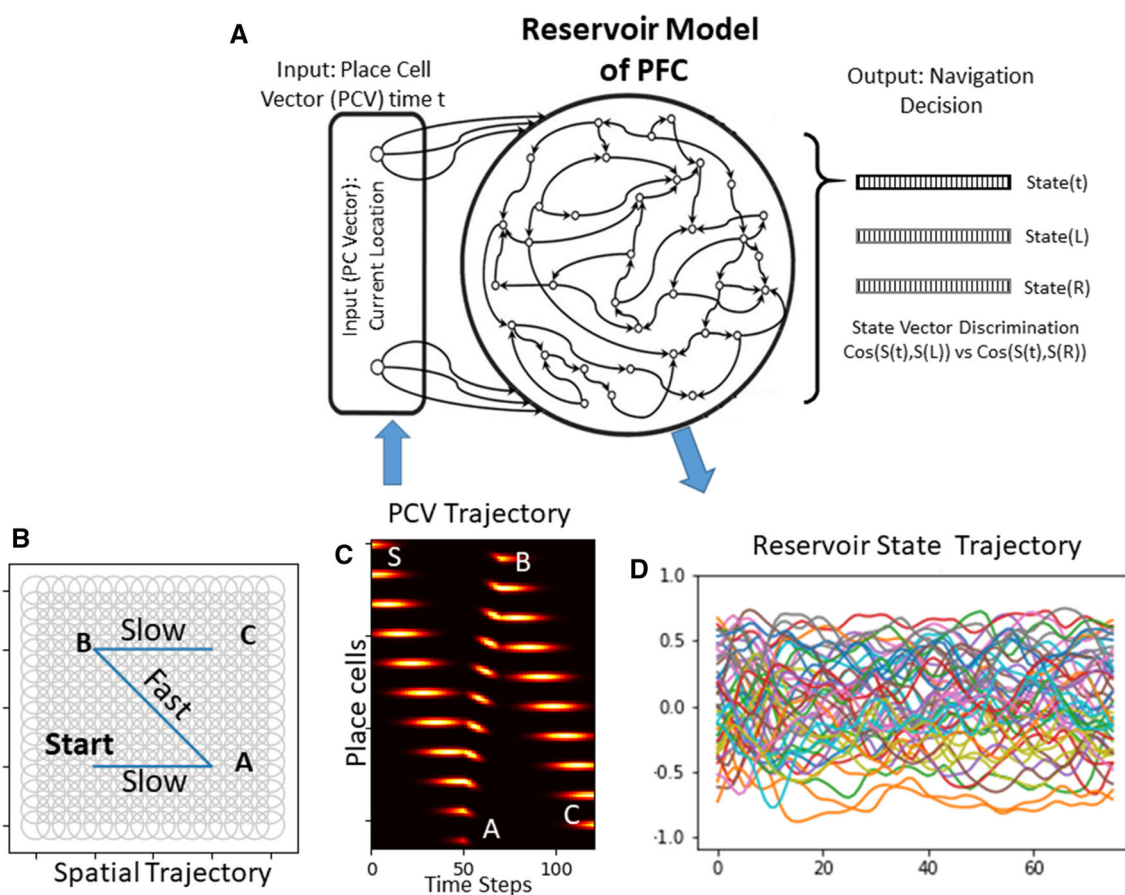 A
Reservoir Model
of PFC
Input: Place Cell
Vector (PCV) time t
Output: Navigation
Decision
Input (PC Vector):
Current Location
State(t)
State(L)
State(R)
State Vector Discrimination
Cos(S(t),S(L)) vs Cos(S(t),S(R))
B
Slow
B
C
Fast
Start
A
Slow
Spatial Trajectory
PCV Trajectory
C
S
B
Place cells
A
C
0
50
100
Time Steps
Reservoir State Trajectory
D
1.0
0.5
0.0
-0.5
-1.0
0
20
40
60